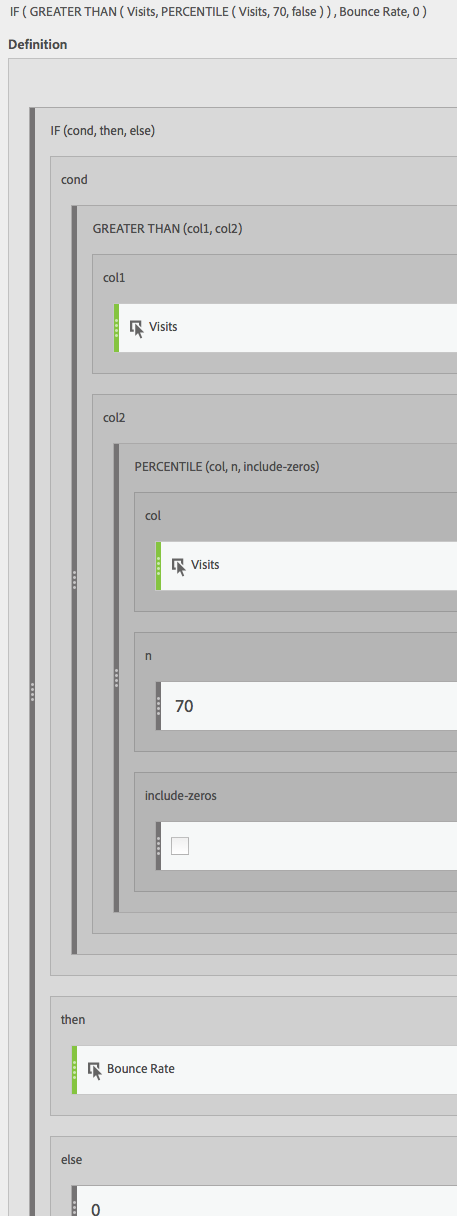 IF ( GREATER THAN ( Visits, PERCENTILE ( Visits, 70, false ) ) , Bounce Rate, 0 )
Definition
IF (cond, then, else)
cond
GREATER THAN (col1, col2)
col1
Visits
col2
PERCENTILE (col, n, include-zeros)
col
Visits
n
70
include-zeros
then
Bounce Rate
else
0